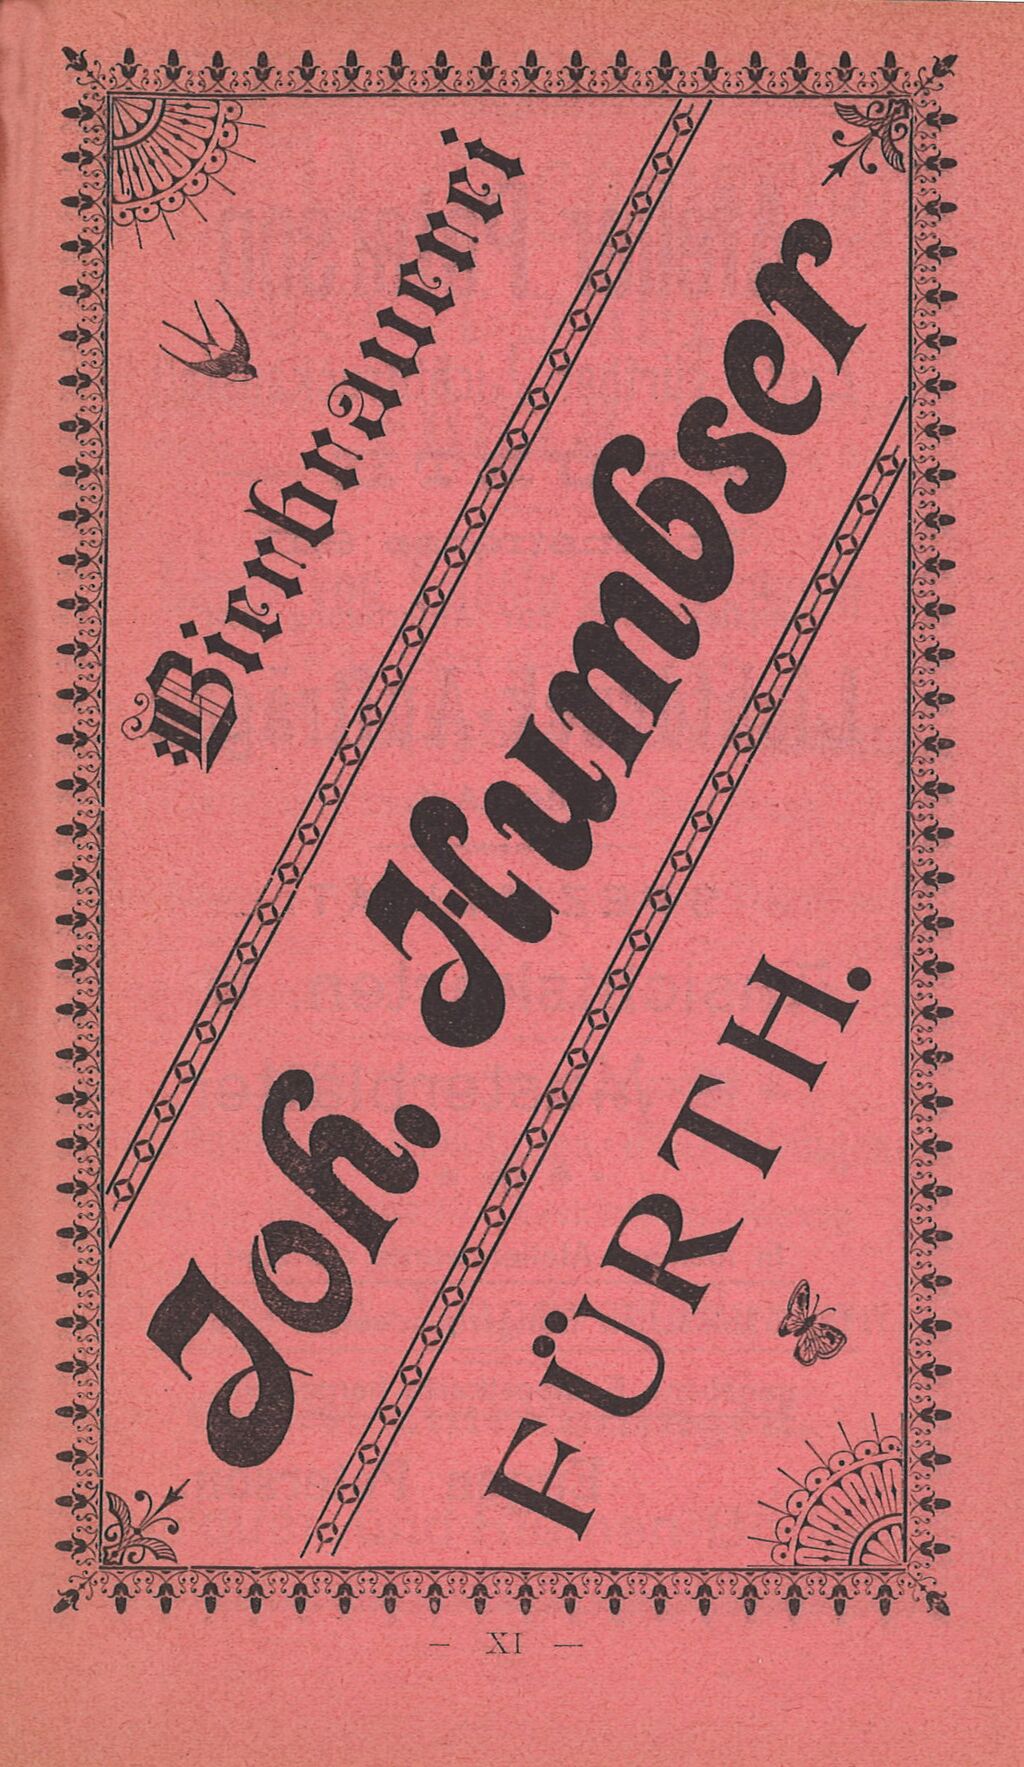 Bierbrauerei
Joh. Humbser
FÜRTH.
— XI —